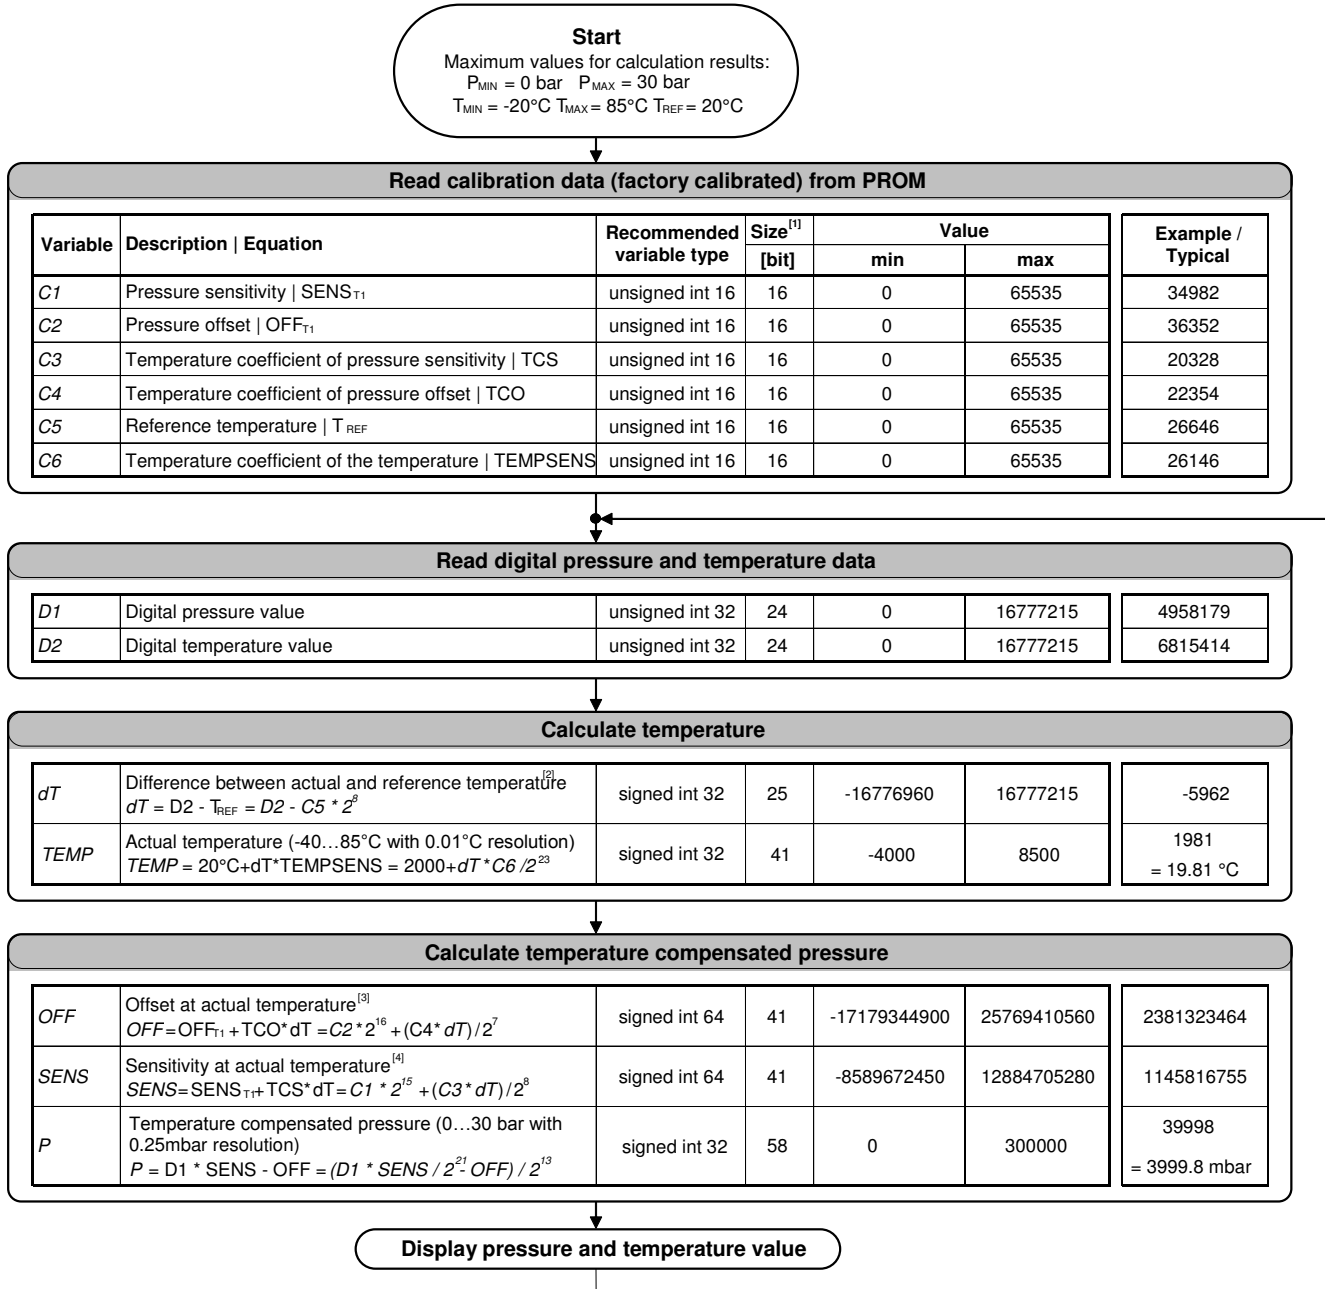 Start
Maximum values for calculation results:
PMIN = 0 bar PMAX = 30 bar
TMIN = -20°C TMAX = 85°C TREF = 20°C
Read calibration data (factory calibrated) from PROM
Variable Description | Equation Recommended variable type Size[1] [bit] Value min max Example / Typical
C1 Pressure sensitivity | SENST1 unsigned int 16 16 0 65535 34982
C2 Pressure offset | OFFT1 unsigned int 16 16 0 65535 36352
C3 Temperature coefficient of pressure sensitivity | TCS unsigned int 16 16 0 65535 20328
C4 Temperature coefficient of pressure offset | TCO unsigned int 16 16 0 65535 22354
C5 Reference temperature | TREF unsigned int 16 16 0 65535 26646
C6 Temperature coefficient of the temperature | TEMPSENS unsigned int 16 16 0 65535 26146
Read digital pressure and temperature data
D1 Digital pressure value unsigned int 32 24 0 16777215 4958179
D2 Digital temperature value unsigned int 32 24 0 16777215 6815414
Calculate temperature
Difference between actual and reference temperature[2]
dT signed int 32 25 -16776960 16777215 -5962
dT = D2 - TREF = D2 - C5 * 2^8
Actual temperature (-40…85°C with 0.01°C resolution) 1981
TEMP signed int 32 41 -4000 8500
TEMP = 20°C+dT*TEMPSENS = 2000+dT*C6/2^23 = 19.81 °C
Calculate temperature compensated pressure
Offset at actual temperature[3]
OFF signed int 64 41 -17179344900 25769410560 2381323464
OFF=OFFT1+TCO*dT=C2*2^16+(C4*dT)/2^7
Sensitivity at actual temperature[4]
SENS signed int 64 41 -8589672450 12884705280 1145816755
SENS=SENST1+TCS*dT=C1*2^15+(C3*dT)/2^8
Temperature compensated pressure (0…30 bar with 39998
0.25mbar resolution)
P signed int 32 58 0 300000
P = D1 * SENS - OFF = (D1 * SENS / 2^21 - OFF) / 2^13 = 3999.8 mbar
Display pressure and temperature value